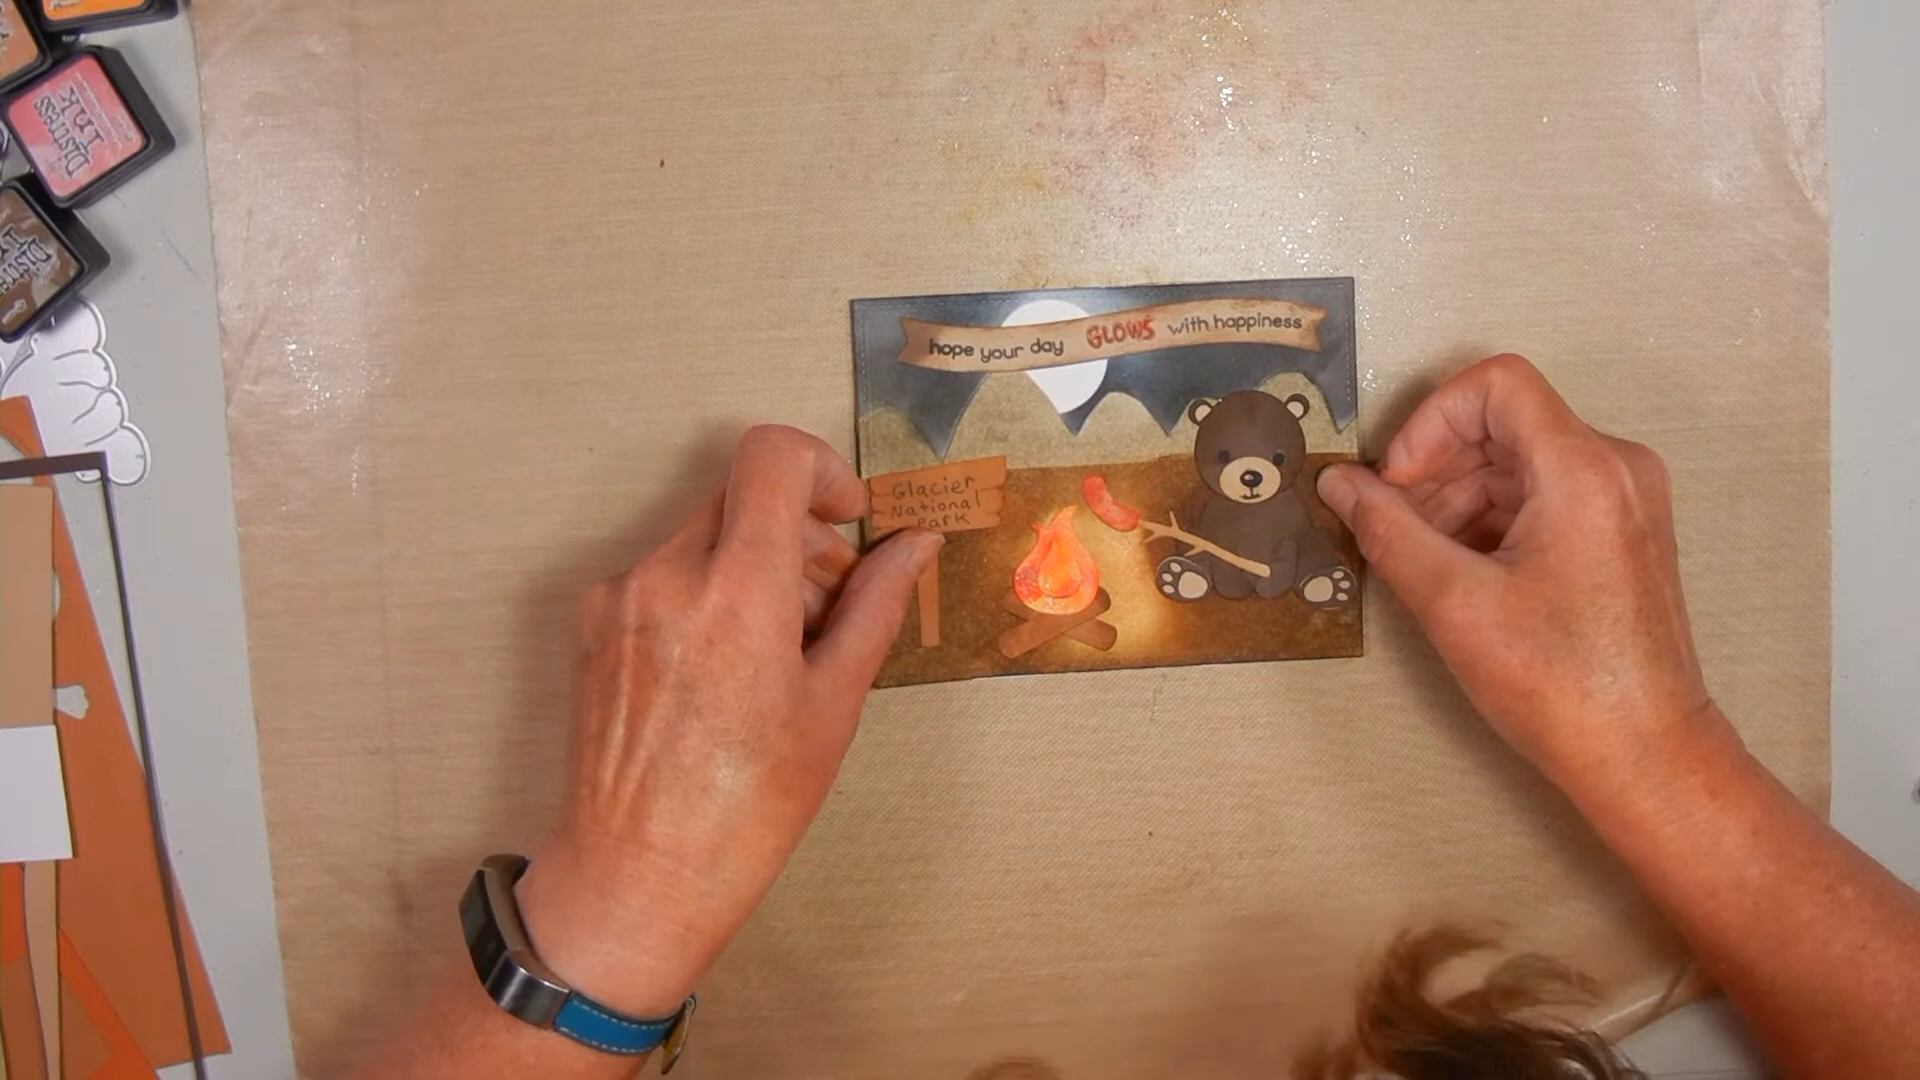 Distress
Ink
Distress
Ink
hope your day GLOWS with happiness
Glacier
National
Park